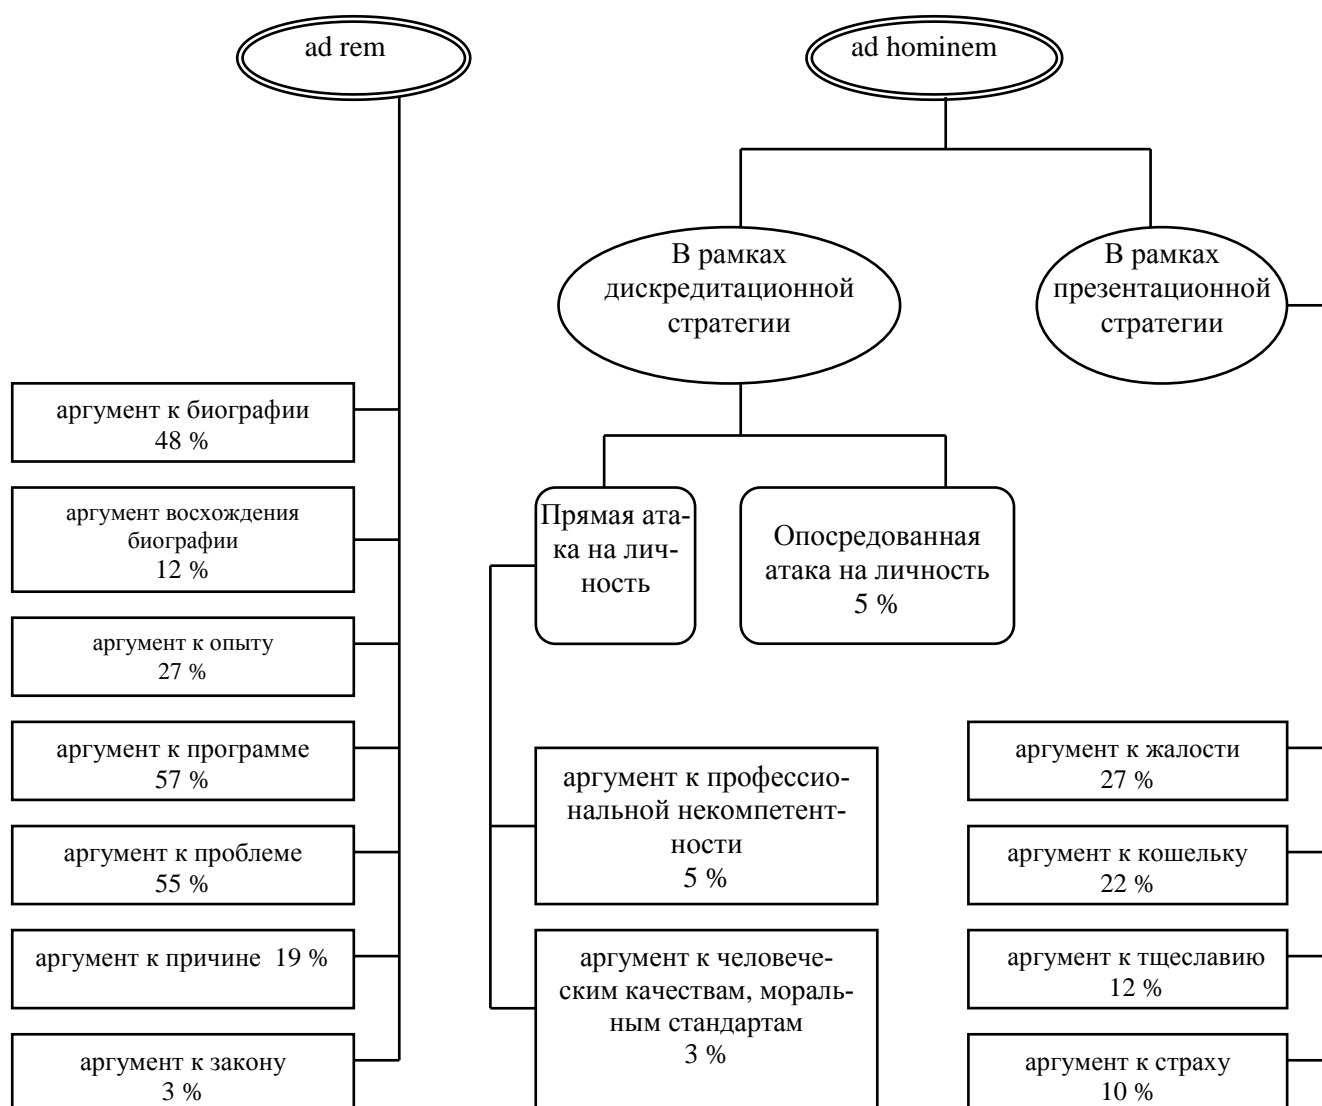 ad rem
ad hominem
В рамках
дискредитационной
стратегии
В рамках
презентационной
стратегии
аргумент к биографии
48 %
аргумент восхождения
биографии
12 %
аргумент к опыту
27 %
аргумент к программе
57 %
аргумент к проблеме
55 %
аргумент к причине 19 %
аргумент к закону
3 %
Прямая ата-
ка на лич-
ность
Опосредованная
атака на личность
5 %
аргумент к профессио-
нальной некомпетент-
ности
5 %
аргумент к человече-
ским качествам, мораль-
ным стандартам
3 %
аргумент к жалости
27 %
аргумент к кошельку
22 %
аргумент к тщеславию
12 %
аргумент к страху
10 %